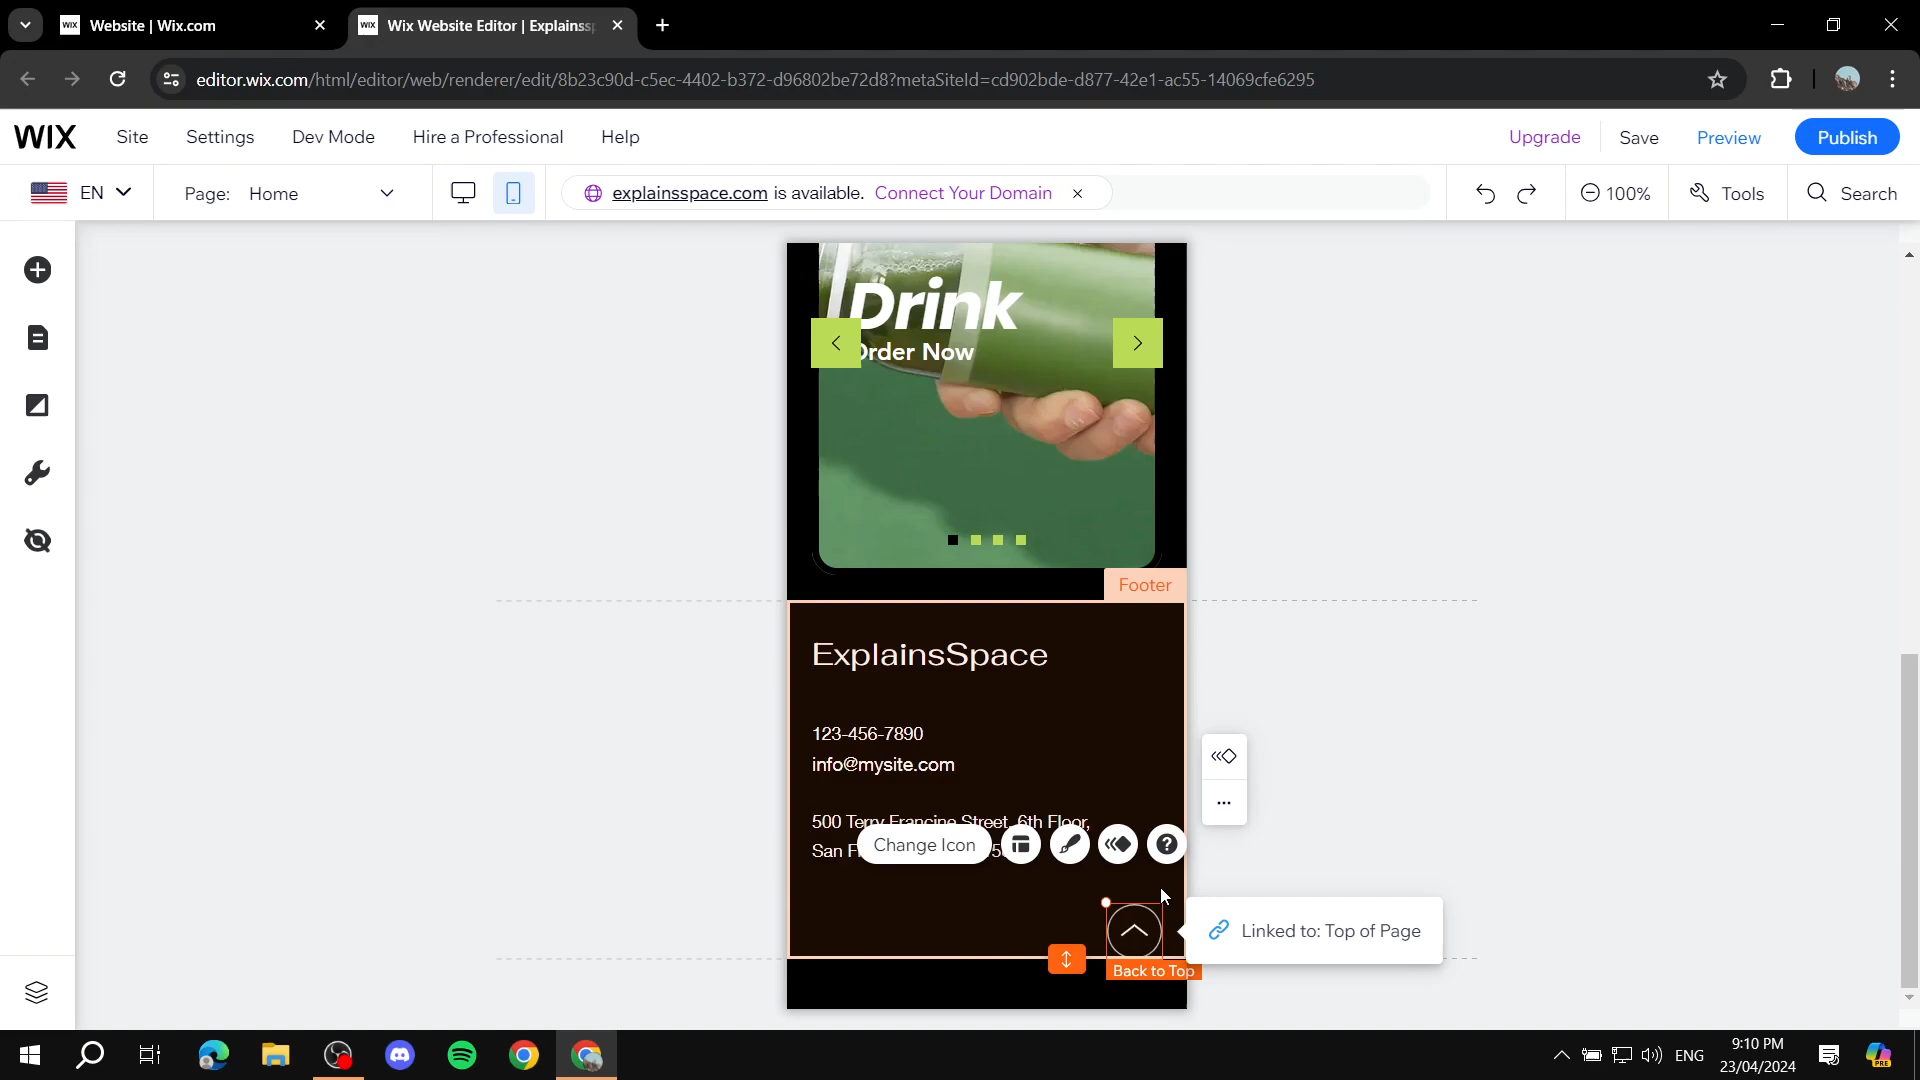 Website | Wix.com
Wix Website Editor | Explainssp
editor.wix.com/html/editor/web/renderer/edit/8b23c90d-c5ec-4402-b372-d96802be72d8?metaSiteId=cd902bde-d877-42e1-ac55-14069cfe6295
WIX Site Settings Dev Mode Hire a Professional Help Upgrade Save Preview Publish
EN Page: Home explainsspace.com is available. Connect Your Domain 100% Tools Search
Drink
Order Now
Footer
ExplainsSpace
123-456-7890
info@mysite.com
500 Terry Francine Street, 6th Floor,
San F
Change Icon
Linked to: Top of Page
Back to Top
ENG
9:10 PM
23/04/2024
PRE